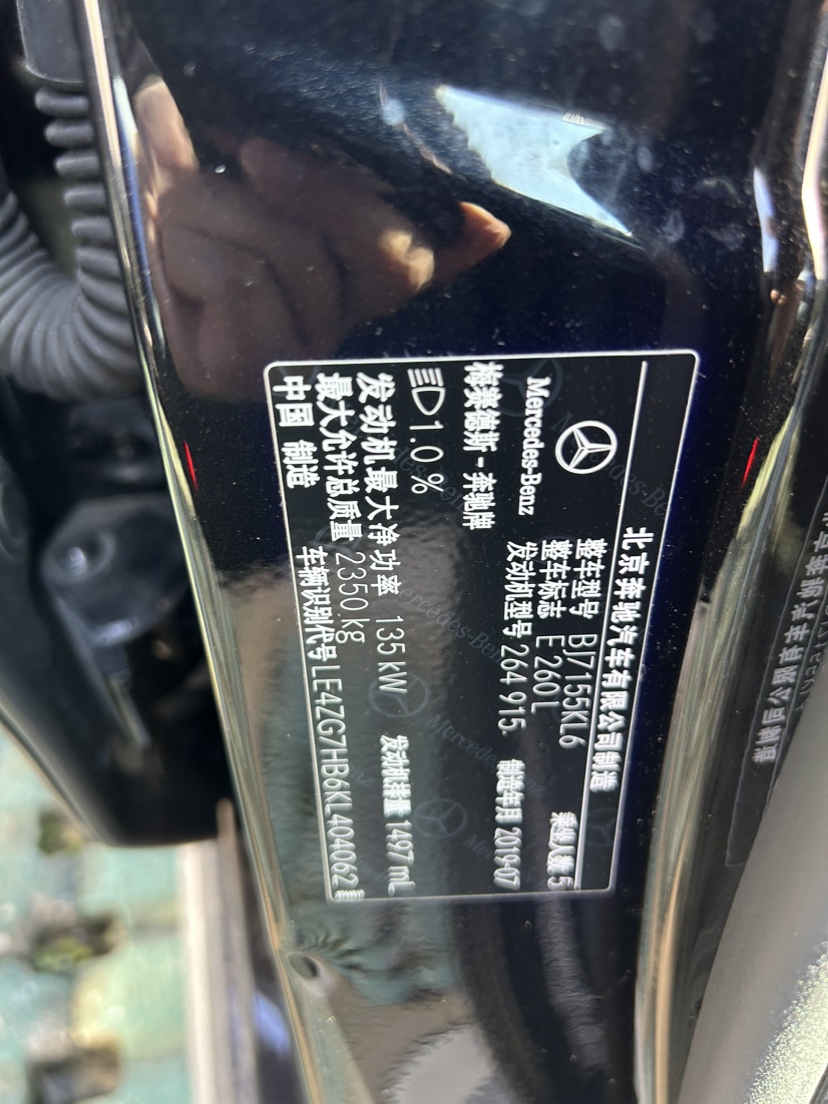 北京奔驰汽车有限公司制造
Mercedes-Benz
整车型号 BJ7155KL6
整车标志 E 260 L 乘坐人数 5
发动机型号 264 915 制造年月 2019-07
梅赛德斯-奔驰牌
1.0 %
发动机最大净功率 135 kW 发动机排量 1497 mL
最大允许总质量 2350 kg
中国 制造 车辆识别代号 LE4ZG7HB6KL404062